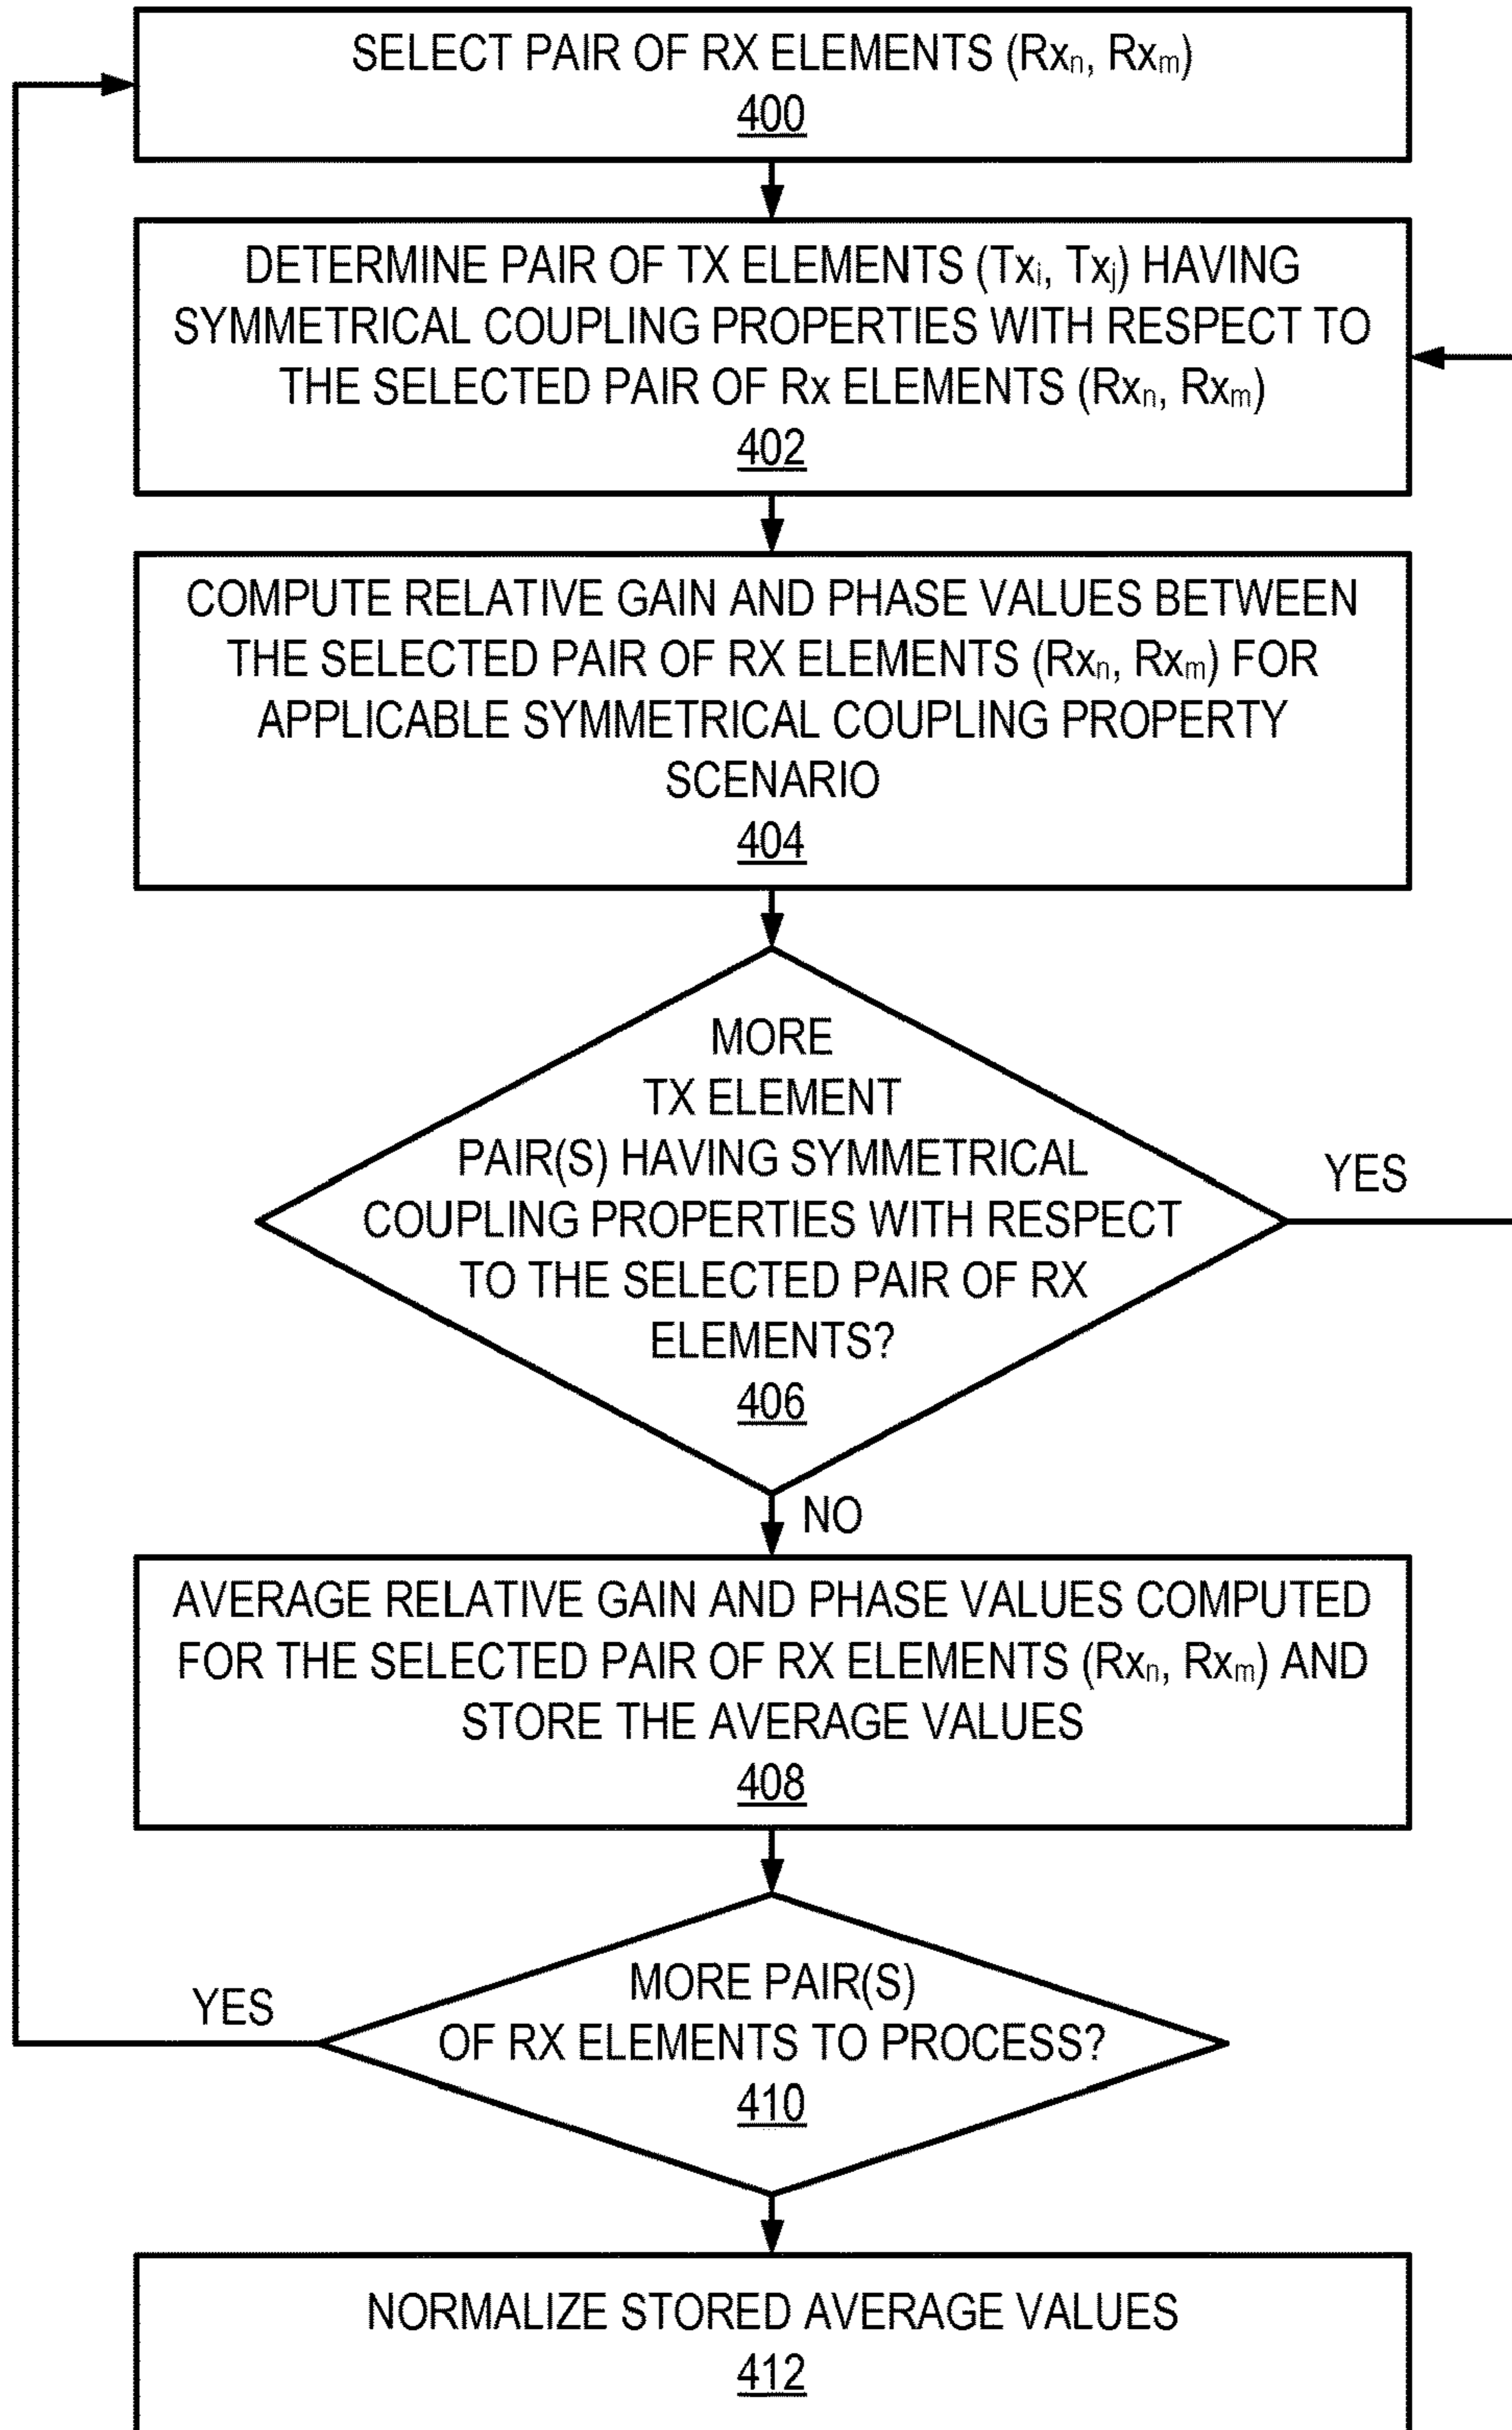 SELECT PAIR OF RX ELEMENTS (Rxn, Rxm)
400
DETERMINE PAIR OF TX ELEMENTS (Txi, Txj) HAVING
SYMMETRICAL COUPLING PROPERTIES WITH RESPECT TO
THE SELECTED PAIR OF Rx ELEMENTS (Rxn, Rxm)
402
COMPUTE RELATIVE GAIN AND PHASE VALUES BETWEEN
THE SELECTED PAIR OF RX ELEMENTS (Rxn, Rxm) FOR
APPLICABLE SYMMETRICAL COUPLING PROPERTY
SCENARIO
404
MORE
TX ELEMENT
PAIR(S) HAVING SYMMETRICAL
COUPLING PROPERTIES WITH RESPECT
TO THE SELECTED PAIR OF RX
ELEMENTS?
406
YES
NO
AVERAGE RELATIVE GAIN AND PHASE VALUES COMPUTED
FOR THE SELECTED PAIR OF RX ELEMENTS (Rxn, Rxm) AND
STORE THE AVERAGE VALUES
408
MORE PAIR(S)
OF RX ELEMENTS TO PROCESS?
410
YES
NORMALIZE STORED AVERAGE VALUES
412